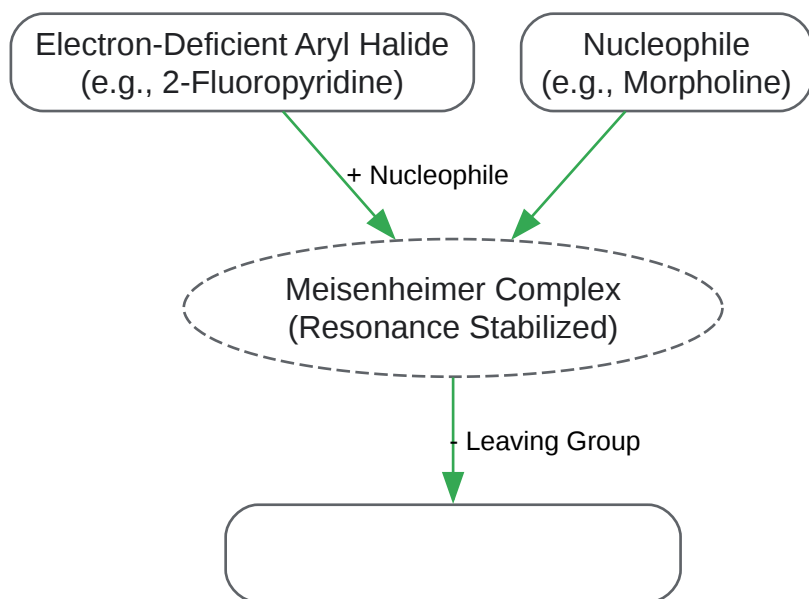 Electron-Deficient Aryl Halide
(e.g., 2-Fluoropyridine)
Nucleophile
(e.g., Morpholine)
+ Nucleophile
Meisenheimer Complex
(Resonance Stabilized)
- Leaving Group